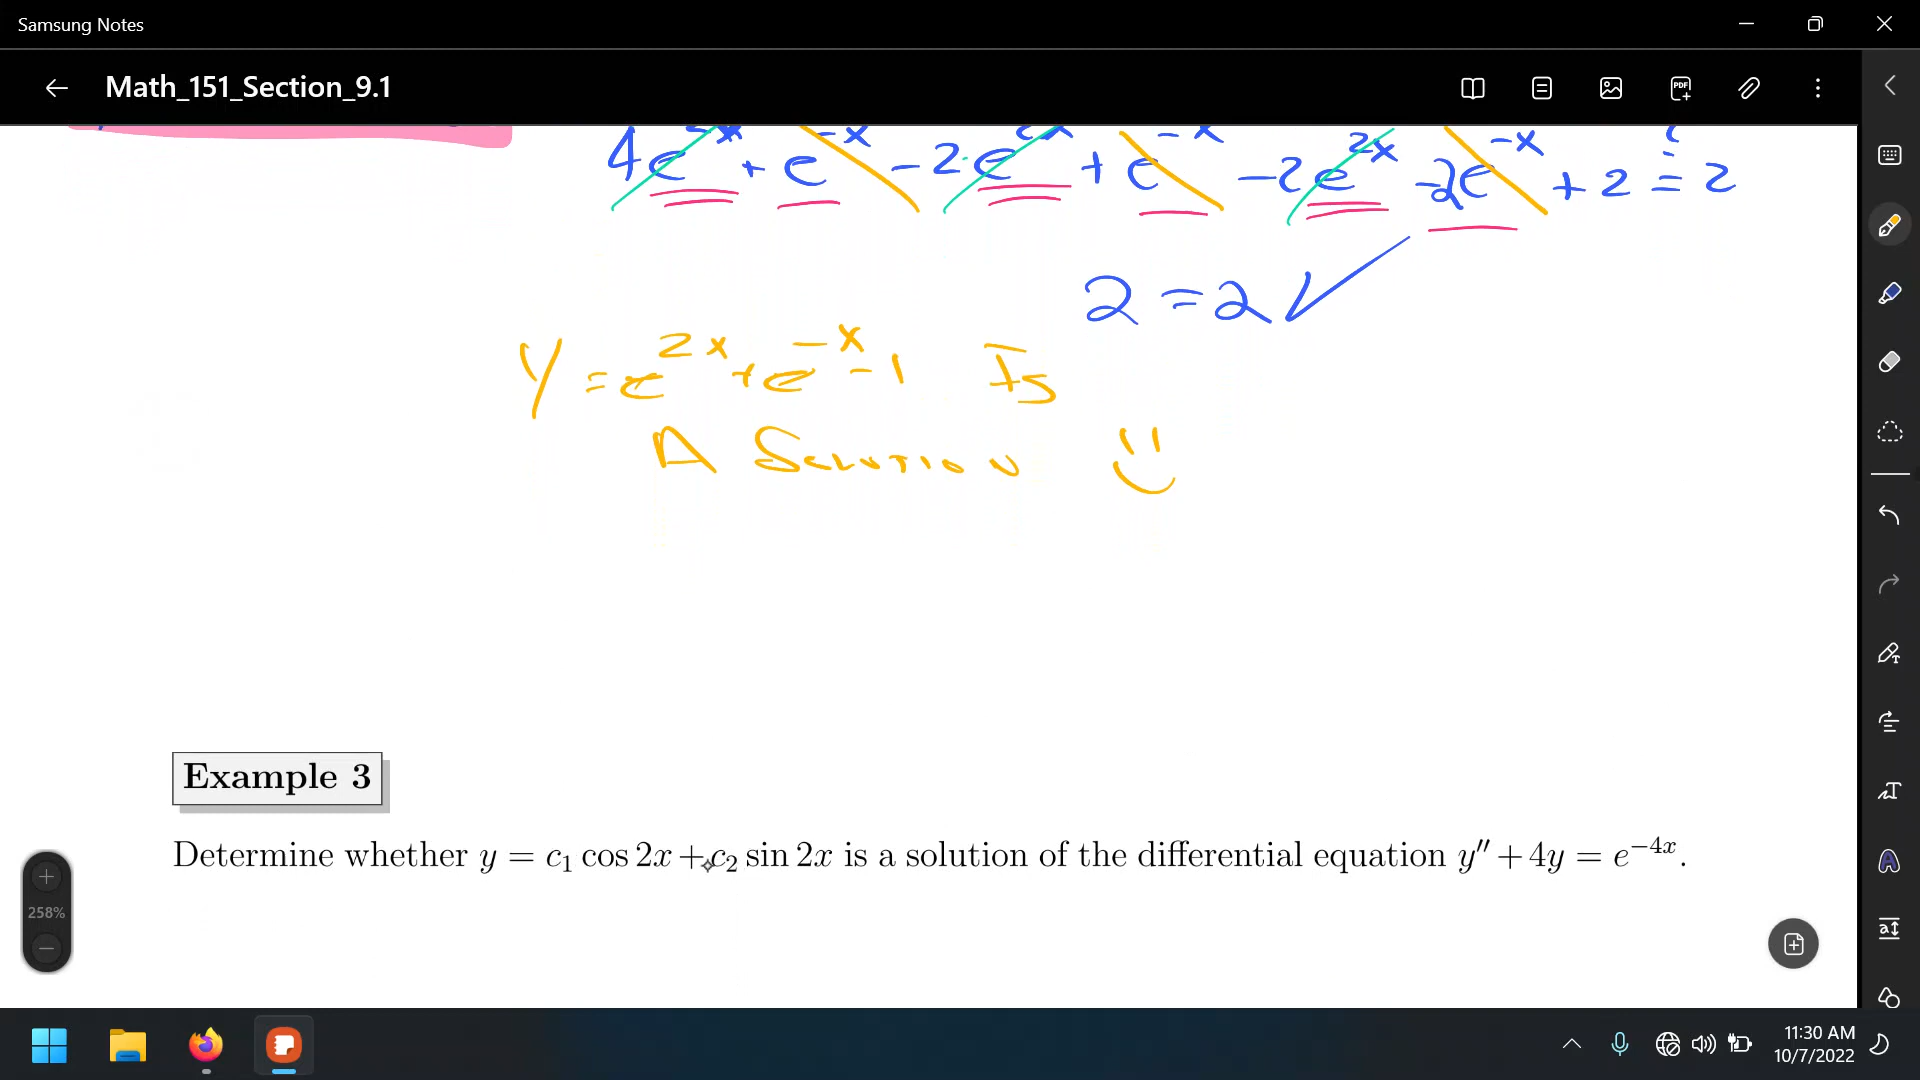 Samsung Notes
Math_151_Section_9.1
PDF
4e^{2x} + e^{-x} - 2e^{2x} + e^{-x} - 2e^{2x} - 2e^{-x} + 2 ≟ 2
2 = 2 ✓
y = e^{2x} + e^{-x} - 1 Is
A Solution
Example 3
Determine whether y = c₁ cos 2x + c₂ sin 2x is a solution of the differential equation y″ + 4y = e^{-4x}.
258%
11:30 AM
10/7/2022